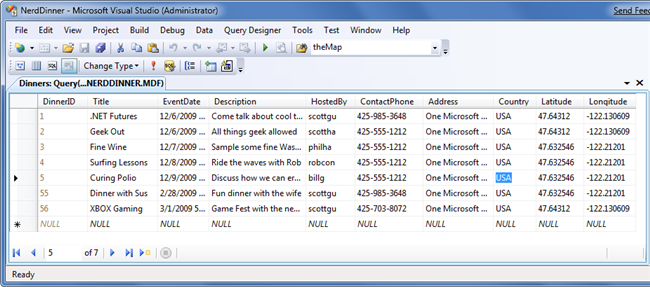 NerdDinner - Microsoft Visual Studio (Administrator) Send Feed
File Edit View Project Build Debug Data Query Designer Tools Test Window Help
theMap
Change Type
Dinners: Query(...NERDDINNER.MDF)
DinnerID Title EventDate Description HostedBy ContactPhone Address Country Latitude Longitude
1 .NET Futures 12/6/2009 ... Come talk about cool t... scottgu 425-985-3648 One Microsoft ... USA 47.64312 -122.130609
2 Geek Out 12/6/2009 ... All things geek allowed scottha 425-555-1212 One Microsoft ... USA 47.64312 -122.130609
3 Fine Wine 12/7/2009 ... Sample some fine Was... philha 425-555-1212 One Microsoft ... USA 47.632546 -122.21201
4 Surfing Lessons 12/8/2009 ... Ride the waves with Rob robcon 425-555-1212 One Microsoft ... USA 47.632546 -122.21201
5 Curing Polio 12/9/2009 ... Discuss how we can er... billg 425-555-1212 One Microsoft ... USA 47.632546 -122.21201
55 Dinner with Sus 2/28/2009 ... Fun dinner with the wife scottgu 425-985-3648 One Microsoft ... USA 47.632546 -122.21201
56 XBOX Gaming 3/1/2009 5... Game Fest with the ne... scottgu 425-703-8072 One Microsoft ... USA 47.64312 -122.130609
NULL NULL NULL NULL NULL NULL NULL NULL NULL NULL
5 of 7
Ready